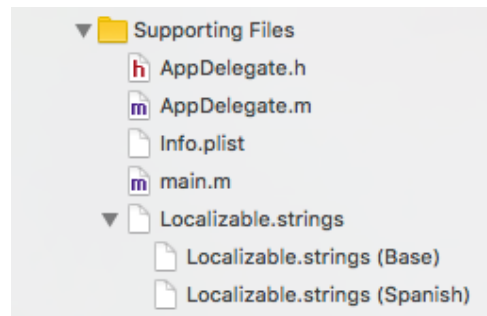 Supporting Files
h AppDelegate.h
m AppDelegate.m
Info.plist
m main.m
Localizable.strings
Localizable.strings (Base)
Localizable.strings (Spanish)